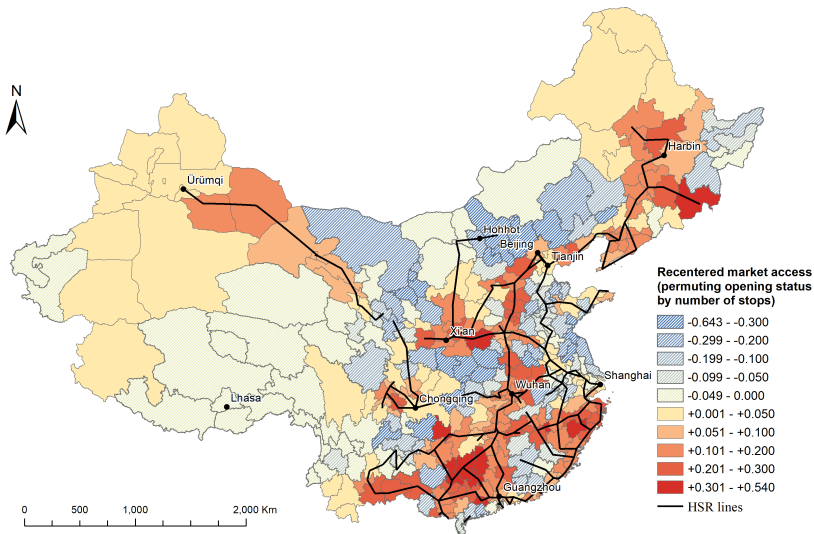 N
Harbin
Ürümqi
Hohhot
Beijing
Tianjin
Xi'an
Shanghai
Wuhan
Chongqing
Lhasa
Guangzhou
Recentered market access
(permuting opening status
by number of stops)
-0.643 - -0.300
-0.299 - -0.200
-0.199 - -0.100
-0.099 - -0.050
-0.049 - 0.000
+0.001 - +0.050
+0.051 - +0.100
+0.101 - +0.200
+0.201 - +0.300
+0.301 - +0.540
HSR lines
0 500 1,000 2,000 Km